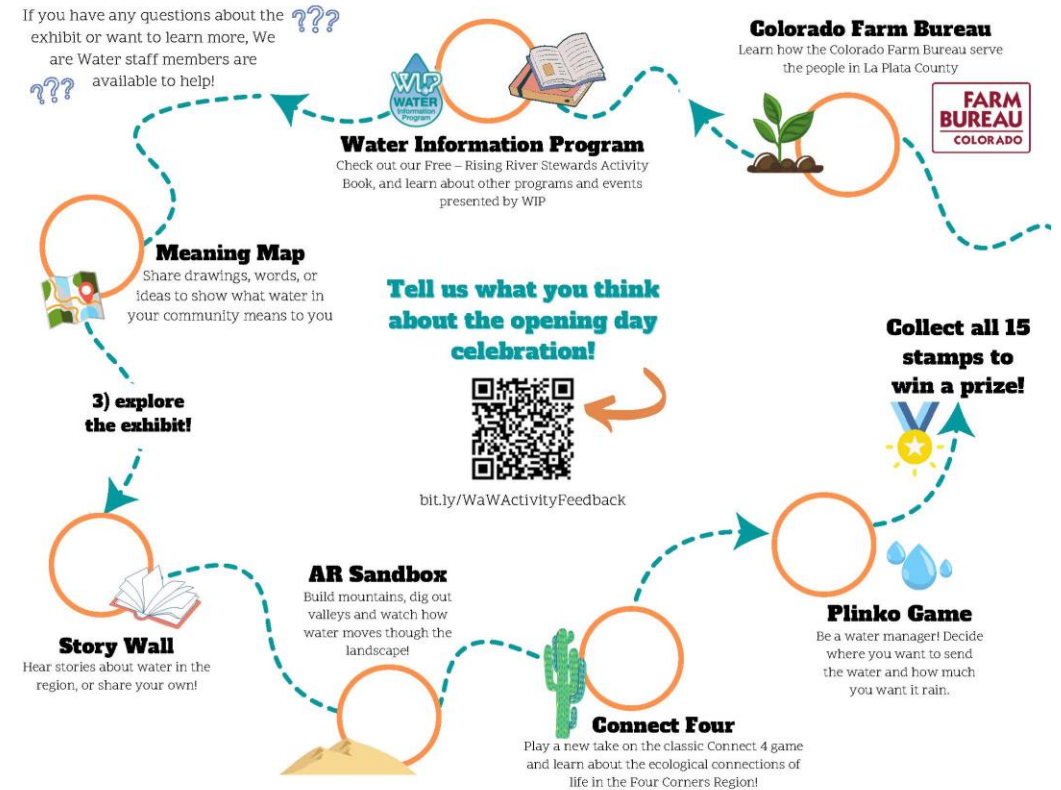 If you have any questions about the
exhibit or want to learn more, We
are Water staff members are
available to help!
???
???
WIP
WATER
Information
Program
Water Information Program
Check out our Free – Rising River Stewards Activity
Book, and learn about other programs and events
presented by WIP
Colorado Farm Bureau
Learn how the Colorado Farm Bureau serve
the people in La Plata County
FARM
BUREAU
COLORADO
Meaning Map
Share drawings, words, or
ideas to show what water in
your community means to you
Tell us what you think
about the opening day
celebration!
bit.ly/WaWActivityFeedback
Collect all 15
stamps to
win a prize!
3) explore
the exhibit!
Story Wall
Hear stories about water in the
region, or share your own!
AR Sandbox
Build mountains, dig out
valleys and watch how
water moves though the
landscape!
Connect Four
Play a new take on the classic Connect 4 game
and learn about the ecological connections of
life in the Four Corners Region!
Plinko Game
Be a water manager! Decide
where you want to send
the water and how much
you want it rain.